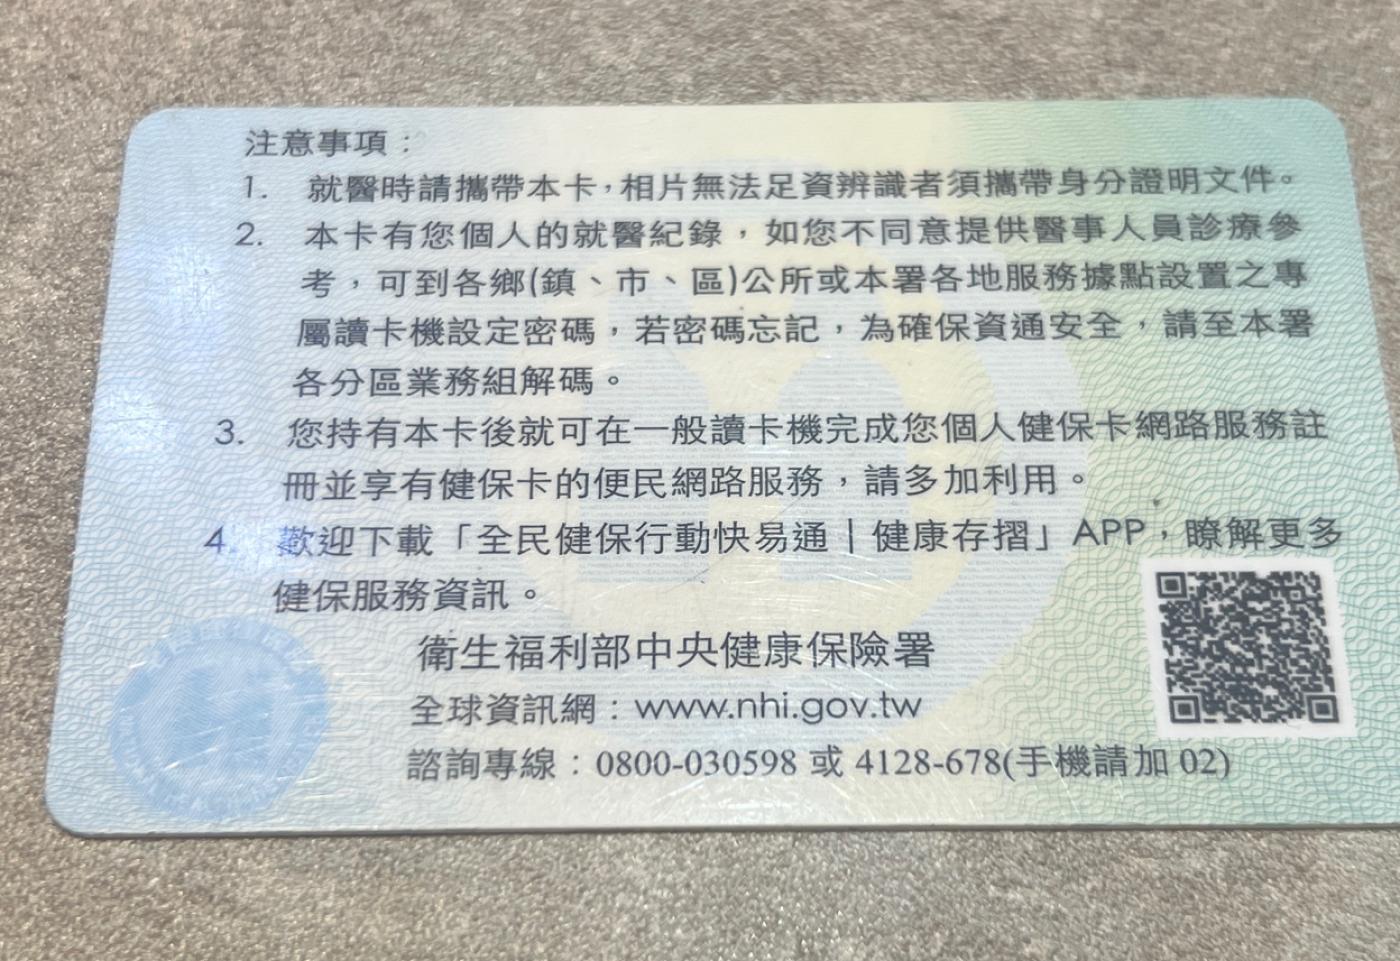 注意事項：
1. 就醫時請攜帶本卡，相片無法足資辨識者須攜帶身分證明文件。
2. 本卡有您個人的就醫紀錄，如您不同意提供醫事人員診療參
考，可到各鄉(鎮、市、區)公所或本署各地服務據點設置之專
屬讀卡機設定密碼，若密碼忘記，為確保資通安全，請至本署
各分區業務組解碼。
3. 您持有本卡後就可在一般讀卡機完成您個人健保卡網路服務註
冊並享有健保卡的便民網路服務，請多加利用。
4. 歡迎下載「全民健保行動快易通｜健康存摺」APP，瞭解更多
健保服務資訊。
衛生福利部中央健康保險署
全球資訊網：www.nhi.gov.tw
諮詢專線：0800-030598 或 4128-678(手機請加 02)